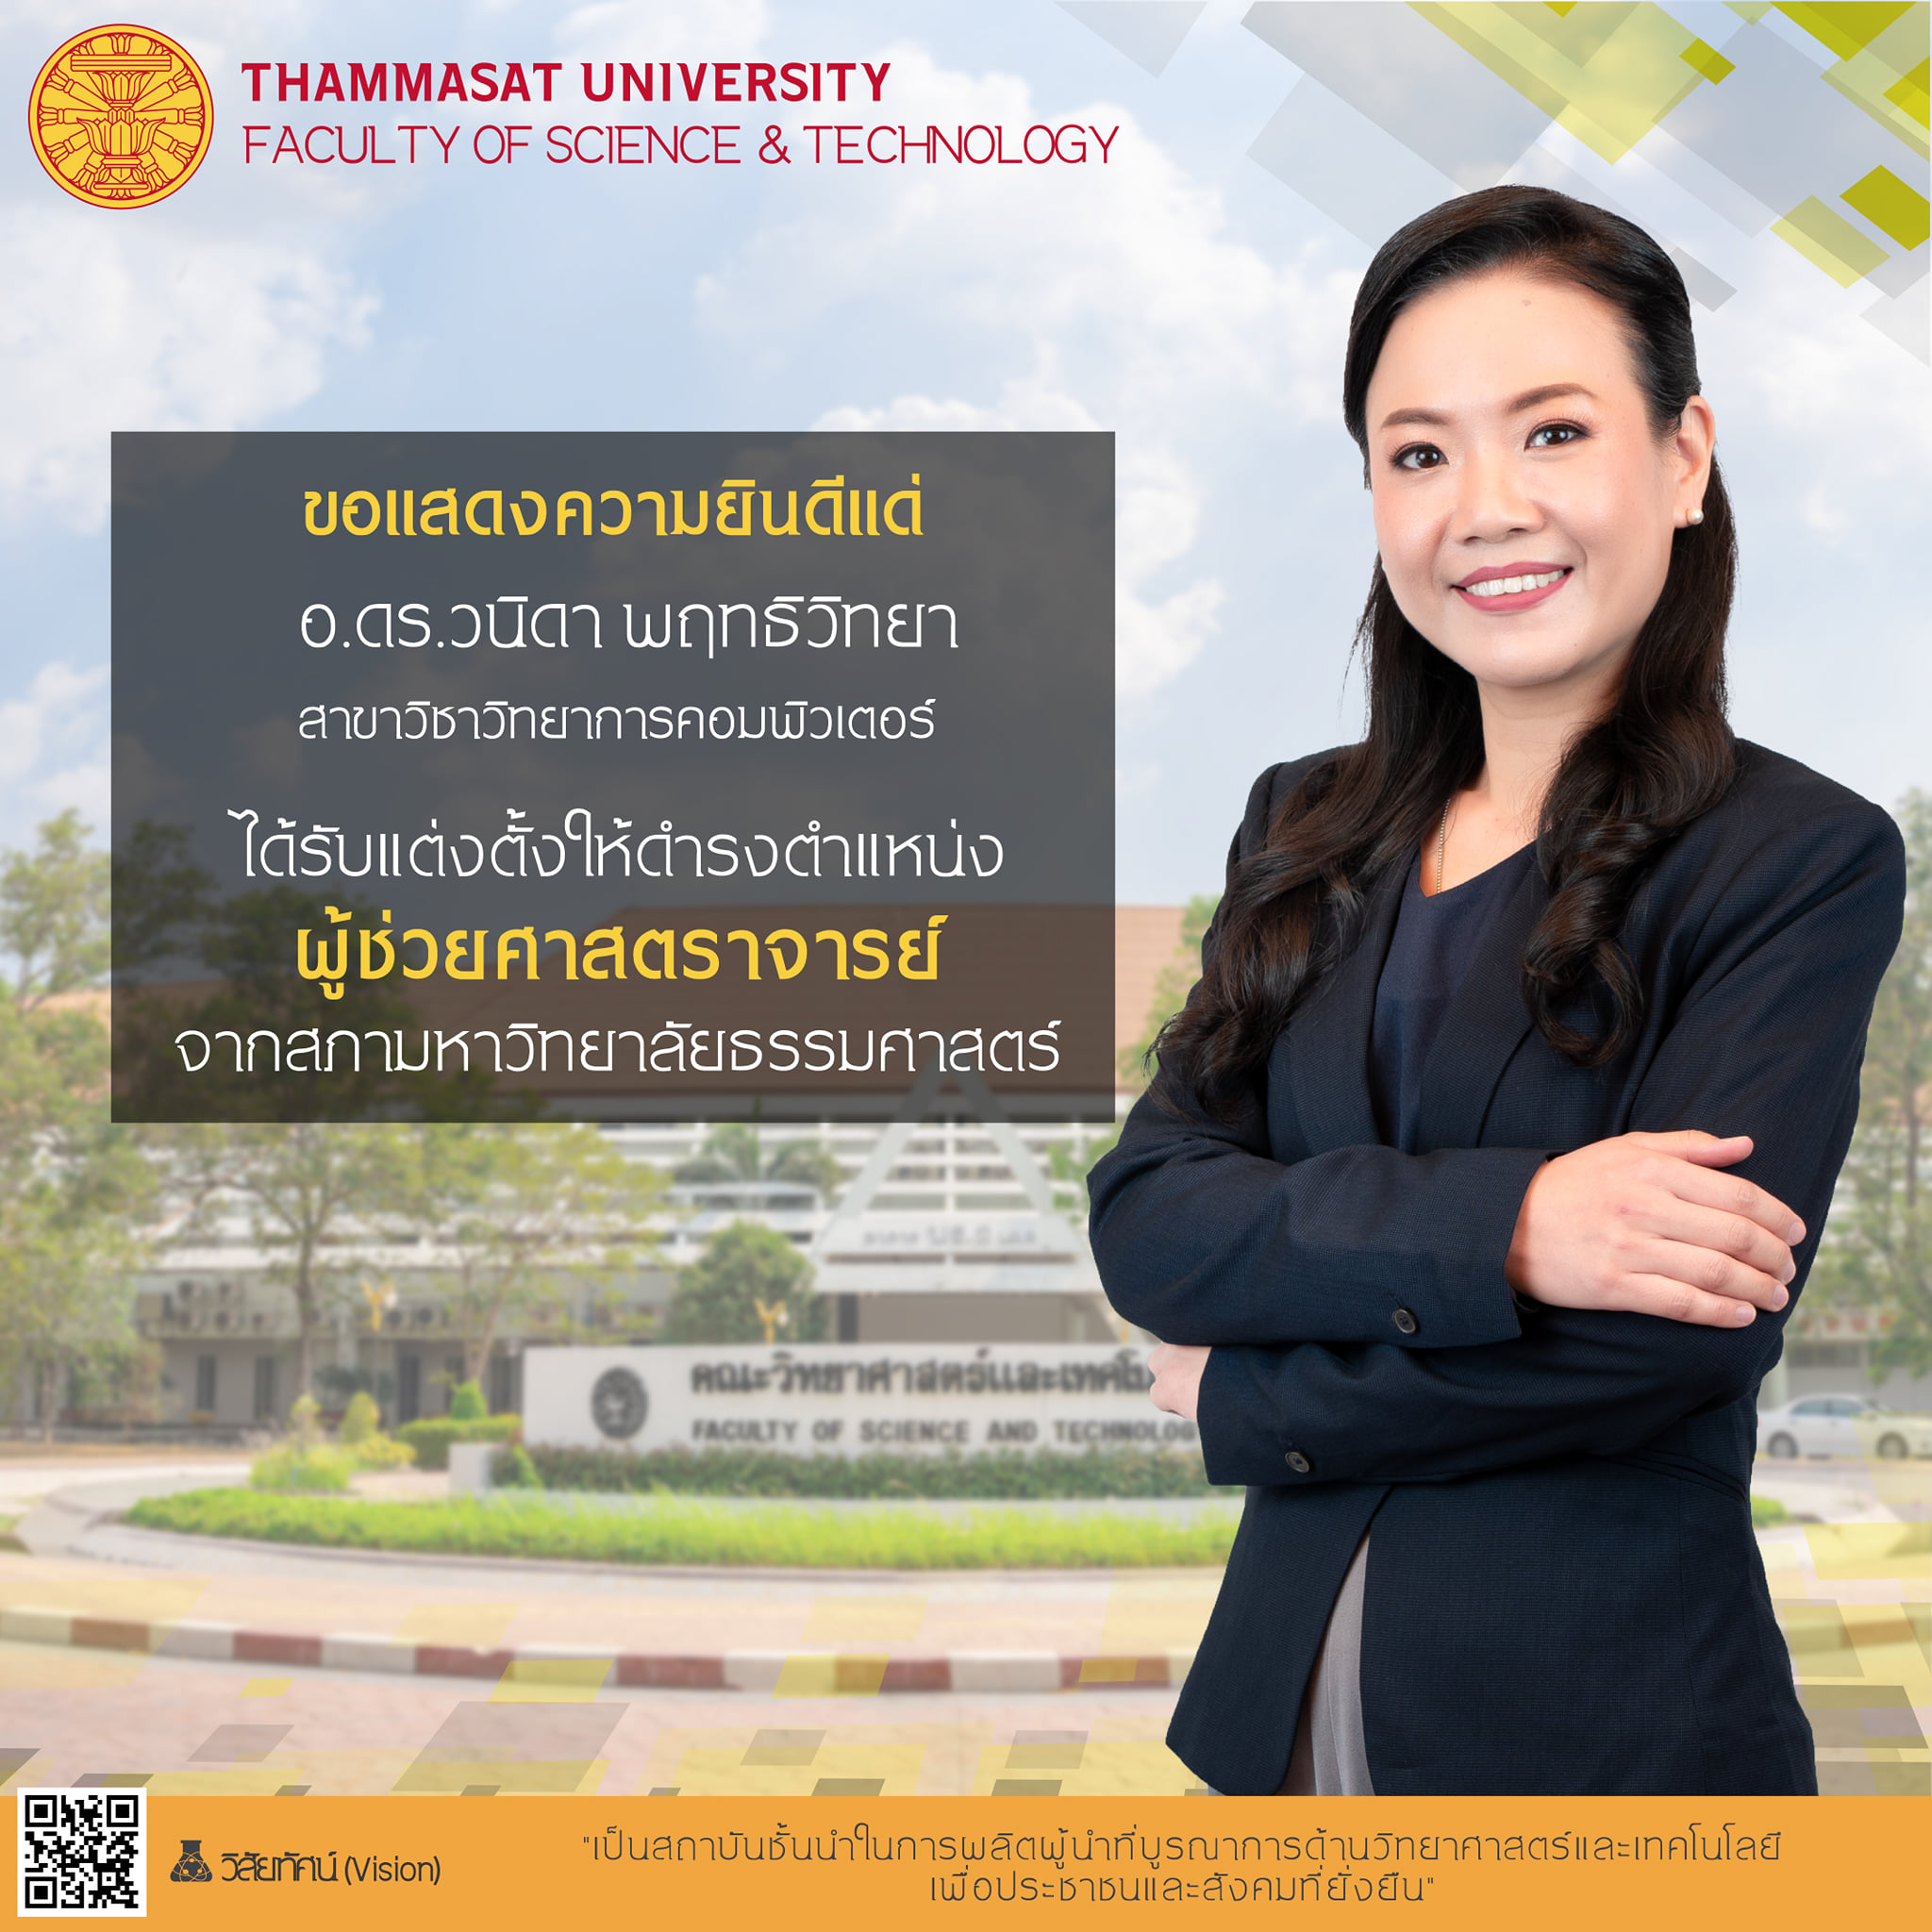 THAMMASAT UNIVERSITY
FACULTY OF SCIENCE & TECHNOLOGY
ขอแสดงความยินดีแด่
อ.ดร.วนิดา พฤทธิวิทยา
สาขาวิชาวิทยาการคอมพิวเตอร์
ได้รับแต่งตั้งให้ดำรงตำแหน่ง
ผู้ช่วยศาสตราจารย์
จากสภามหาวิทยาลัยธรรมศาสตร์
คณะวิทยาศาสตร์และเทคโน
FACULTY OF SCIENCE AND TECHNOLOG
วิสัยทัศน์ (Vision)
"เป็นสถาบันชั้นนำในการผลิตผู้นำที่บูรณาการด้านวิทยาศาสตร์และเทคโนโลยี
เพื่อประชาชนและสังคมที่ยั่งยืน"